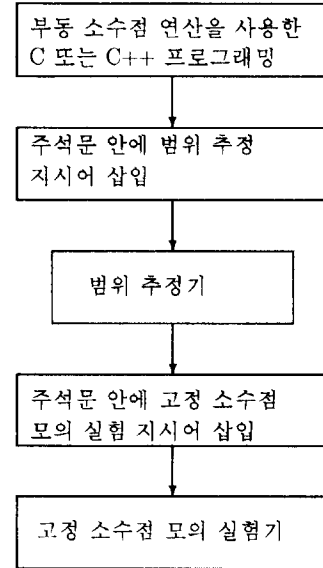 부동 소수점 연산을 사용한
C 또는 C++ 프로그래밍
주석문 안에 범위 추정
지시어 삽입
범위 추정기
주석문 안에 고정 소수점
모의 실험 지시어 삽입
고정 소수점 모의 실험기